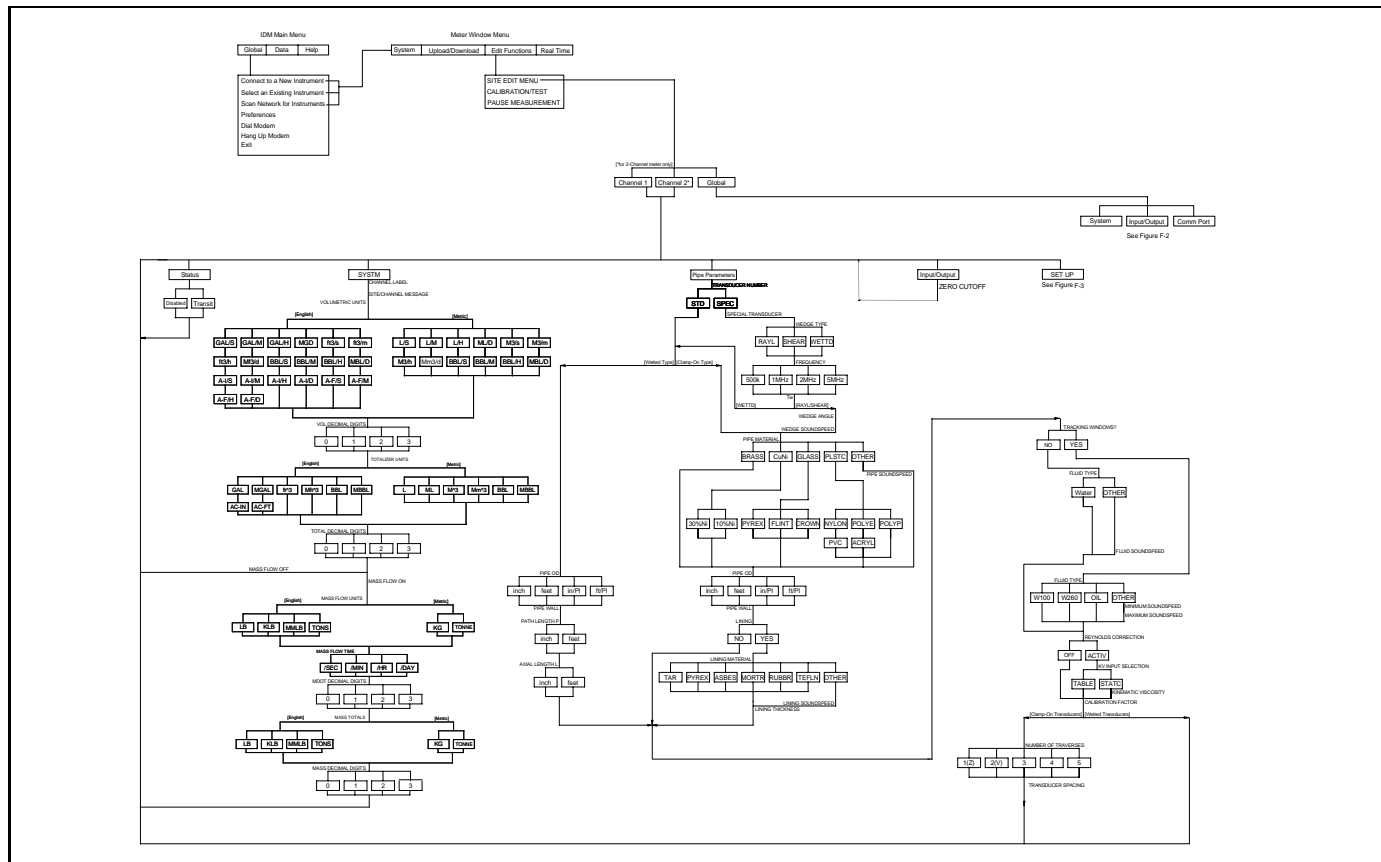 IDM Main Menu
Meter Window Menu
Global Data Help
System Upload/Download Edit Functions Real Time
Connect to a New Instrument
Select an Existing Instrument
Scan Network for Instruments
Preferences
Dial Modem
Hang Up Modem
Exit
SITE EDIT MENU
CALIBRATION/TEST
PAUSE MEASUREMENT
[*for 2-Channel meter only]
Channel 1 Channel 2* Global
System Input/Output Comm Port
See Figure F-2
Status
Disabled Transit
SYSTM
CHANNEL LABEL
SITE/CHANNEL MESSAGE
VOLUMETRIC UNITS
[English] [Metric]
GAL/S GAL/M GAL/H MGD ft3/s ft3/m
ft3/h Mft3/d BBL/S BBL/M BBL/H MBL/D
A-I/S A-I/M A-I/H A-I/D A-F/S A-F/M
A-F/H A-F/D
L/S L/M L/H ML/D M3/s M3/m
M3/h Mm3/d BBL/S BBL/M BBL/H MBL/D
VOL DECIMAL DIGITS
0 1 2 3
TOTALIZER UNITS
[English] [Metric]
GAL MGAL ft^3 Mft^3 BBL MBBL
AC-IN AC-FT
L ML M^3 Mm^3 BBL MBBL
TOTAL DECIMAL DIGITS
0 1 2 3
MASS FLOW OFF
MASS FLOW ON
MASS FLOW UNITS
[English] [Metric]
LB KLB MMLB TONS KG TONNE
MASS FLOW TIME
/SEC /MIN /HR /DAY
MDOT DECIMAL DIGITS
0 1 2 3
MASS TOTALS
[English] [Metric]
LB KLB MMLB TONS KG TONNE
MASS DECIMAL DIGITS
0 1 2 3
Pipe Parameters
TRANSDUCER NUMBER
STD SPEC
SPECIAL TRANSDUCER
WEDGE TYPE
RAYL SHEAR WETTD
FREQUENCY
500k 1MHz 2MHz 5MHz
Tw
[Wetted Type] [Clamp-On Type]
[WETTD] [RAYL/SHEAR]
WEDGE ANGLE
WEDGE SOUNDSPEED
PIPE MATERIAL
BRASS CuNi GLASS PLSTC OTHER
PIPE SOUNDSPEED
30%Ni 10%Ni PYREX FLINT CROWN NYLON POLYE POLYP
PVC ACRYL
PIPE OD
inch feet in/PI ft/PI
PIPE WALL
PATH LENGTH P
inch feet
AXIAL LENGTH L
inch feet
PIPE OD
inch feet in/PI ft/PI
PIPE WALL
LINING
NO YES
LINING MATERIAL
TAR PYREX ASBES MORTR RUBBR TEFLN OTHER
LINING SOUNDSPEED
LINING THICKNESS
Input/Output
ZERO CUTOFF
SET UP
See Figure F-3
TRACKING WINDOWS?
NO YES
FLUID TYPE
Water OTHER
FLUID SOUNDSPEED
FLUID TYPE
W100 W260 OIL OTHER
MINIMUM SOUNDSPEED
MAXIMUM SOUNDSPEED
REYNOLDS CORRECTION
OFF ACTIV
KV INPUT SELECTION
TABLE STATC
KINEMATIC VISCOSITY
CALIBRATION FACTOR
[Clamp-On Transducers] [Wetted Transducers]
NUMBER OF TRAVERSES
1(Z) 2(V) 3 4 5
TRANSDUCER SPACING